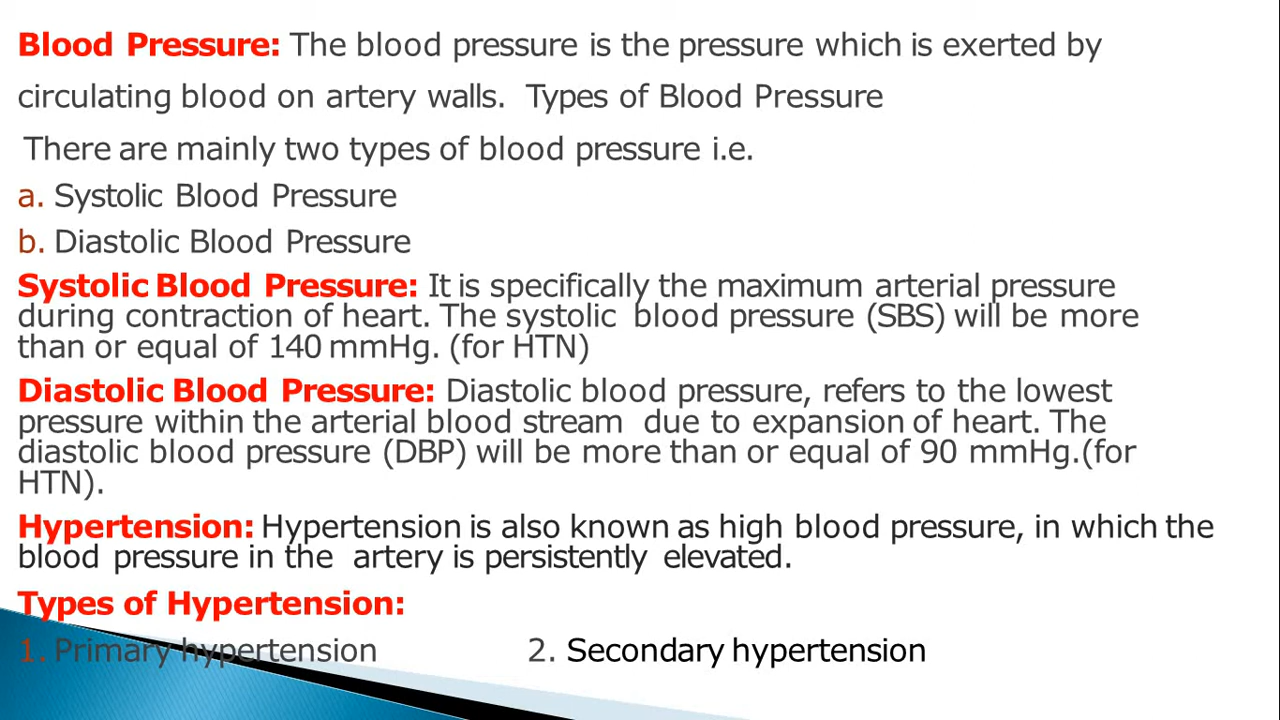 Blood Pressure: The blood pressure is the pressure which is exerted by
circulating blood on artery walls. Types of Blood Pressure
There are mainly two types of blood pressure i.e.
a. Systolic Blood Pressure
b. Diastolic Blood Pressure
Systolic Blood Pressure: It is specifically the maximum arterial pressure
during contraction of heart. The systolic blood pressure (SBS) will be more
than or equal of 140 mmHg. (for HTN)
Diastolic Blood Pressure: Diastolic blood pressure, refers to the lowest
pressure within the arterial blood stream due to expansion of heart. The
diastolic blood pressure (DBP) will be more than or equal of 90 mmHg.(for
HTN).
Hypertension: Hypertension is also known as high blood pressure, in which the
blood pressure in the artery is persistently elevated.
Types of Hypertension:
1. Primary hypertension 2. Secondary hypertension